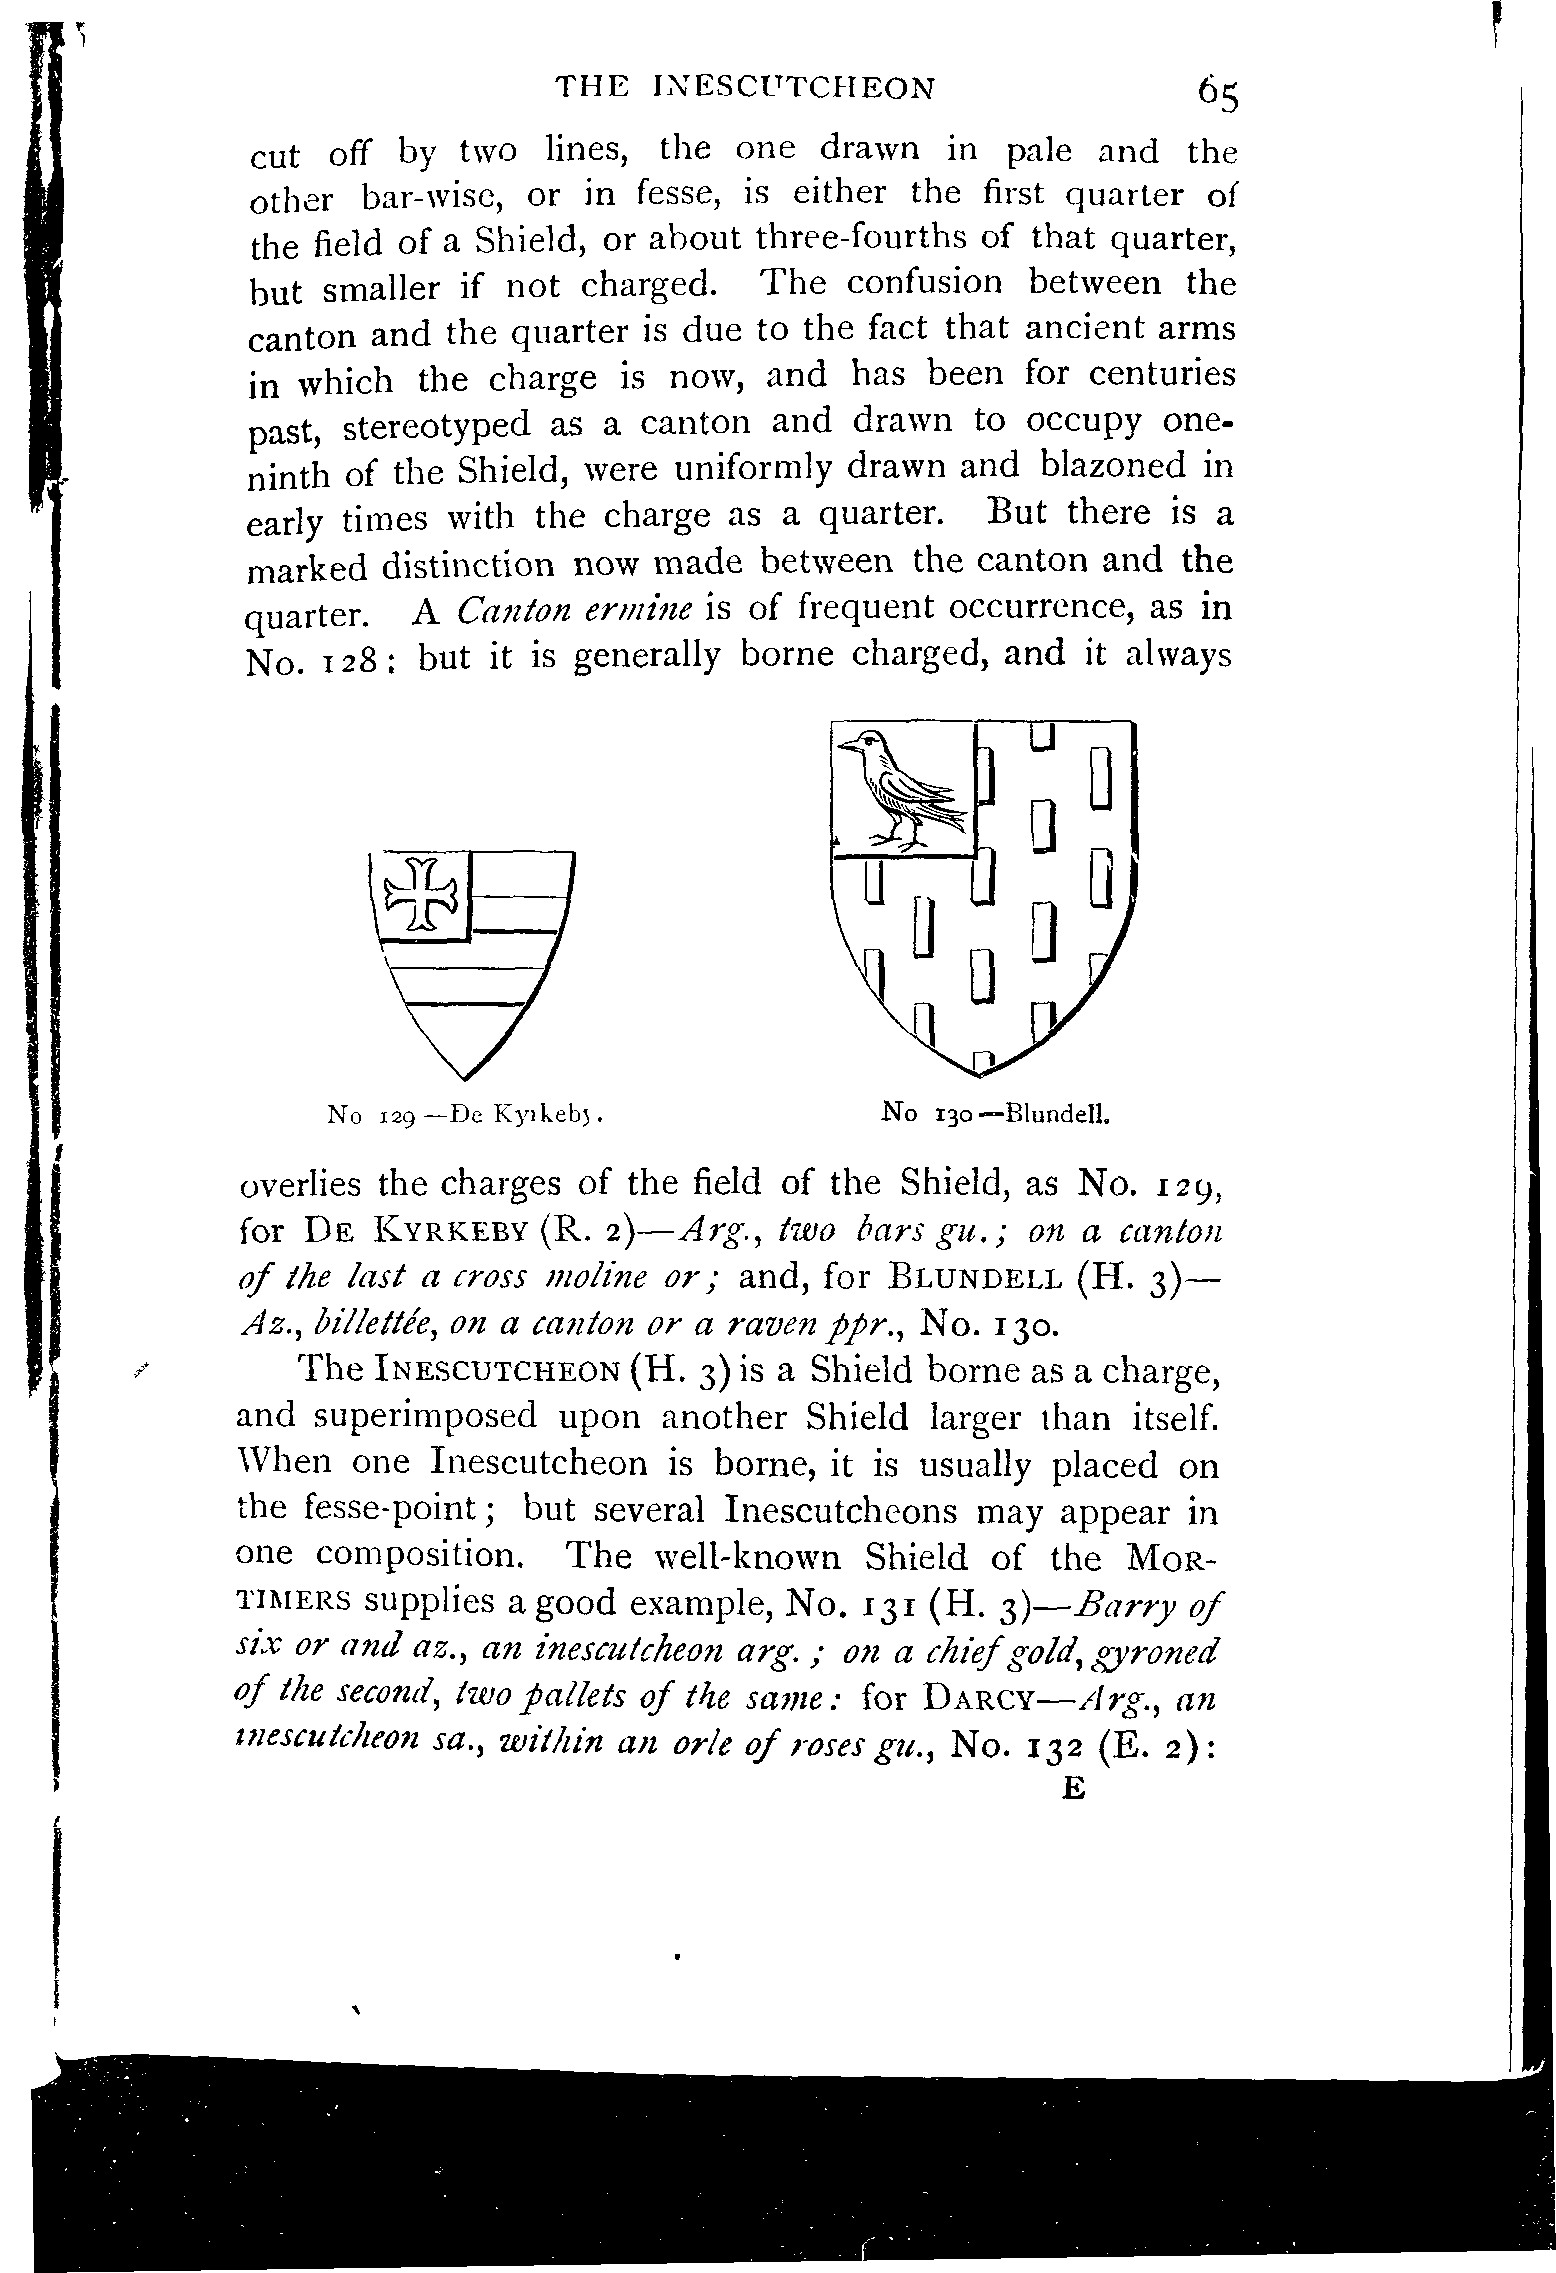 THE INESCUTCHEON 65
cut off by two lines, the one drawn in pale and the
other bar-wise, or in fesse, is either the first quarter of
the field of a Shield, or about three-fourths of that quarter,
but smaller if not charged. The confusion between the
canton and the quarter is due to the fact that ancient arms
in which the charge is now, and has been for centuries
past, stereotyped as a canton and drawn to occupy one-
ninth of the Shield, were uniformly drawn and blazoned in
early times with the charge as a quarter. But there is a
marked distinction now made between the canton and the
quarter. A Canton ermine is of frequent occurrence, as in
No. 128: but it is generally borne charged, and it always
No 129 —De Kyrkeby.
No 130 —Blundell.
overlies the charges of the field of the Shield, as No. 129,
for DE KYRKEBY (R. 2)—Arg., two bars gu.; on a canton
of the last a cross moline or; and, for BLUNDELL (H. 3)—
Az., billettée, on a canton or a raven ppr., No. 130.
The INESCUTCHEON (H. 3) is a Shield borne as a charge,
and superimposed upon another Shield larger than itself.
When one Inescutcheon is borne, it is usually placed on
the fesse-point; but several Inescutcheons may appear in
one composition. The well-known Shield of the MOR-
TIMERS supplies a good example, No. 131 (H. 3)—Barry of
six or and az., an inescutcheon arg.; on a chief gold, gyroned
of the second, two pallets of the same: for DARCY—Arg., an
inescutcheon sa., within an orle of roses gu., No. 132 (E. 2):
E